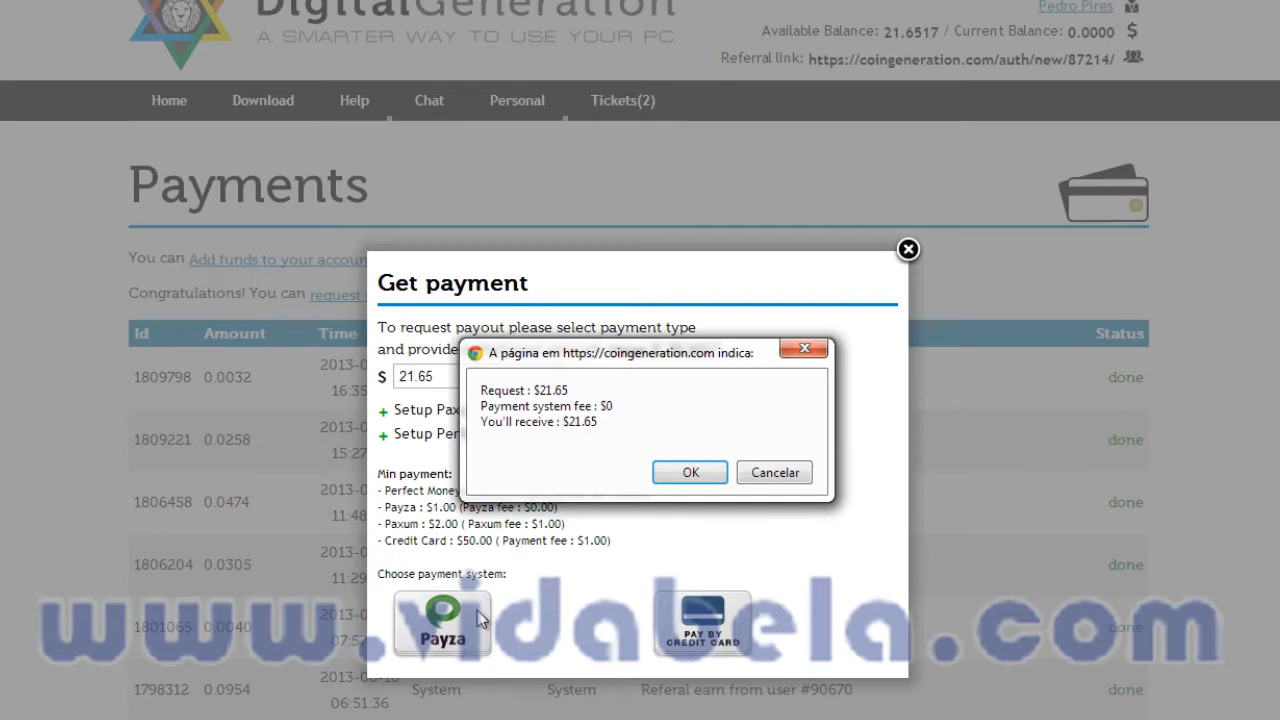 DigitalGeneration
A SMARTER WAY TO USE YOUR PC
Pedro Pires
Available Balance: 21.6517 / Current Balance: 0.0000 $
Referral link: https://coingeneration.com/auth/new/87214/
Home Download Help Chat Personal Tickets(2)
Payments
You can Add funds to your accoun
Congratulations! You can request
Id Amount Time Status
1809798 0.0032 2013-0 done
16:35
1809221 0.0258 2013-0 done
15:27
1806458 0.0474 2013-0 done
11:48
1806204 0.0305 2013-0 done
11:29
1801065 0.0040 2013-0 done
07:5
1798312 0.0954 System System Referal earn from user #90670 done
06:51:36
Get payment
To request payout please select payment type
and provide
$ 21.65
+ Setup Pax
+ Setup Per
Min payment:
- Perfect Money
- Payza : $1.00 (Payza fee : $0.00)
- Paxum : $2.00 ( Paxum fee : $1.00)
- Credit Card : $50.00 ( Payment fee : $1.00)
Choose payment system:
Payza
PAY BY
CREDIT CARD
A página em https://coingeneration.com indica:
Request : $21.65
Payment system fee : $0
You'll receive : $21.65
OK Cancelar
www.vidabela.com